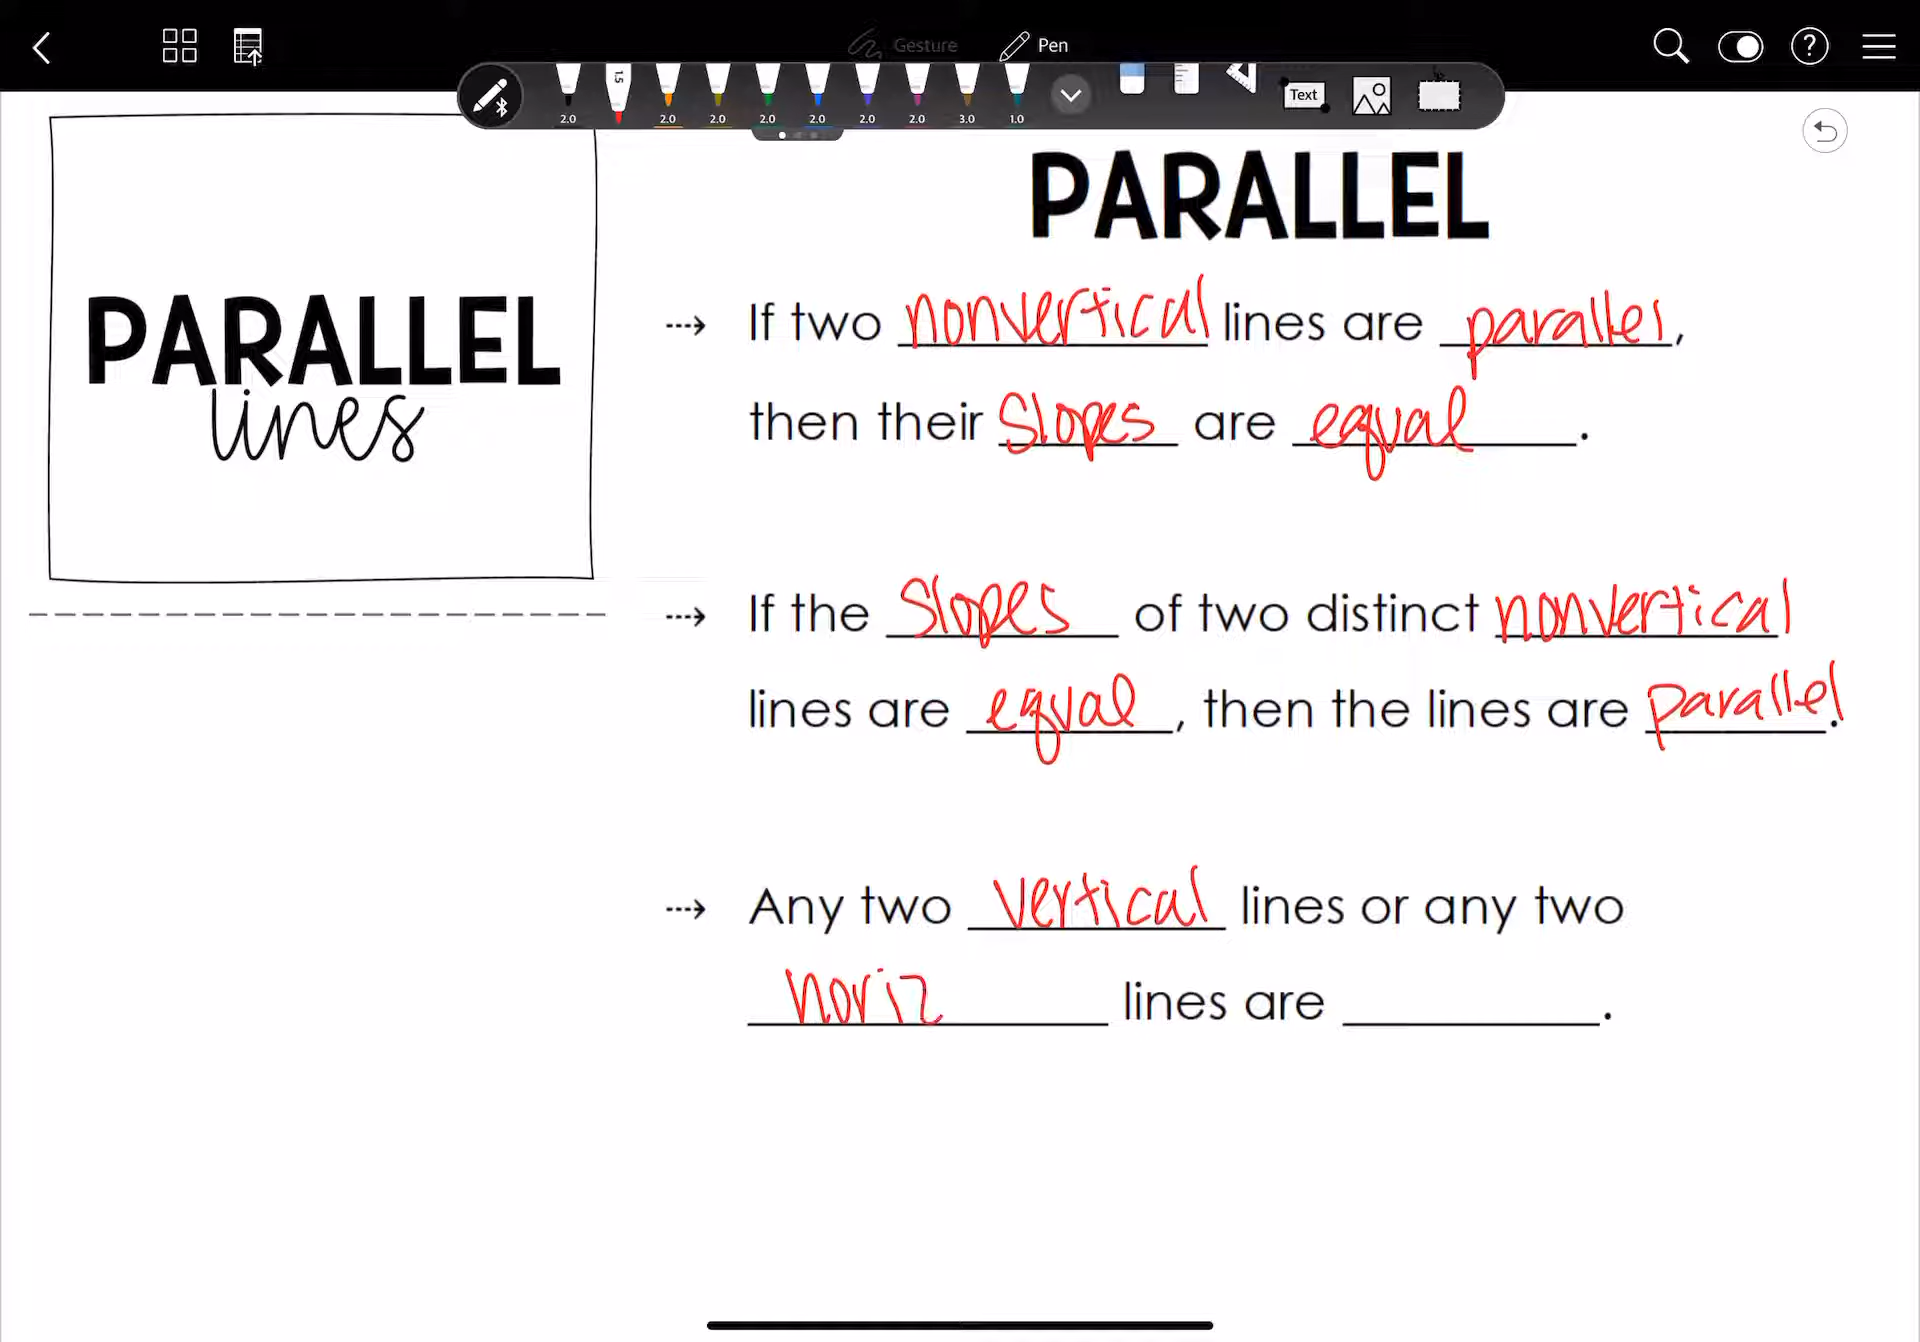 Gesture Pen
2.0 15 2.0 2.0 2.0 2.0 2.0 2.0 3.0 1.0 Text
PARALLEL
lines
PARALLEL
⇢ If two nonvertical lines are parallel,
then their slopes are equal.
⇢ If the slopes of two distinct nonvertical
lines are equal, then the lines are parallel.
⇢ Any two vertical lines or any two
horiz lines are ______.